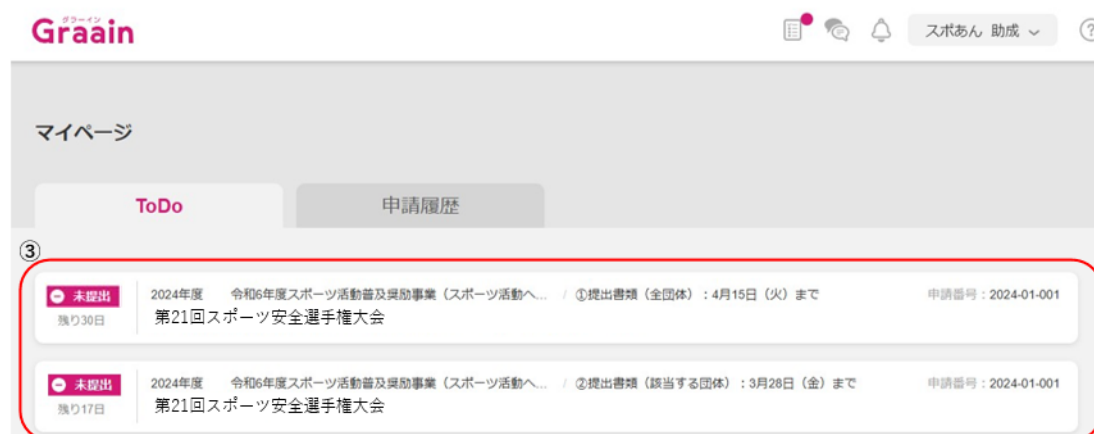 グラーイン
Graain
スポあん 助成
?
マイページ
ToDo
申請履歴
③
未提出
2024年度 令和6年度スポーツ活動普及奨励事業（スポーツ活動へ... / ①提出書類（全団体）：4月15日（火）まで 申請番号：2024-01-001
残り30日
第21回スポーツ安全選手権大会
未提出
2024年度 令和6年度スポーツ活動普及奨励事業（スポーツ活動へ... / ②提出書類（該当する団体）：3月28日（金）まで 申請番号：2024-01-001
残り17日
第21回スポーツ安全選手権大会